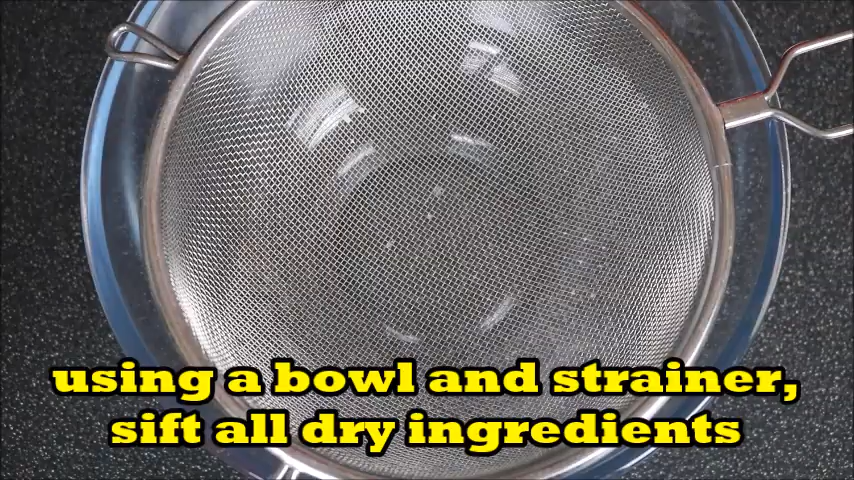 using a bowl and strainer,
sift all dry ingredients